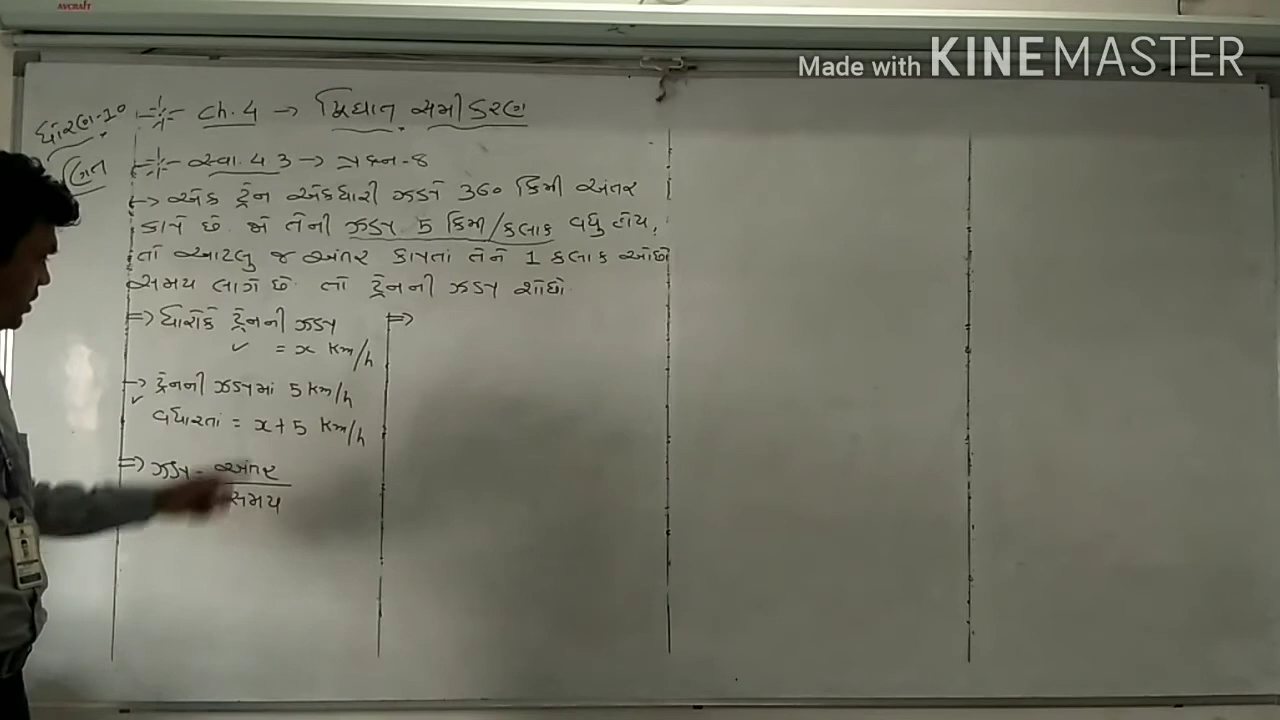 AVCRAFT
Made with KINEMASTER
ધોરણ-10
Ch.4 → દ્વિઘાત સમીકરણ
સ્વા. 4.3 → પ્રશ્ન-8
→ એક ટ્રેન એકધારી ઝડપે 360 કિમી અંતર
કાપે છે. જો તેની ઝડપ 5 કિમી/કલાક વધુ હોય,
તો આટલુ જ અંતર કાપતાં તેને 1 કલાક ઓછો
સમય લાગે છે. તો ટ્રેનની ઝડપ શોધો.
⇒ ધારોકે ટ્રેનની ઝડપ
= x Km/h
→ ટ્રેનની ઝડપમાં 5 Km/h
વધારતાં = x+5 Km/h
⇒ ઝડપ = અંતર
સમય
⇒